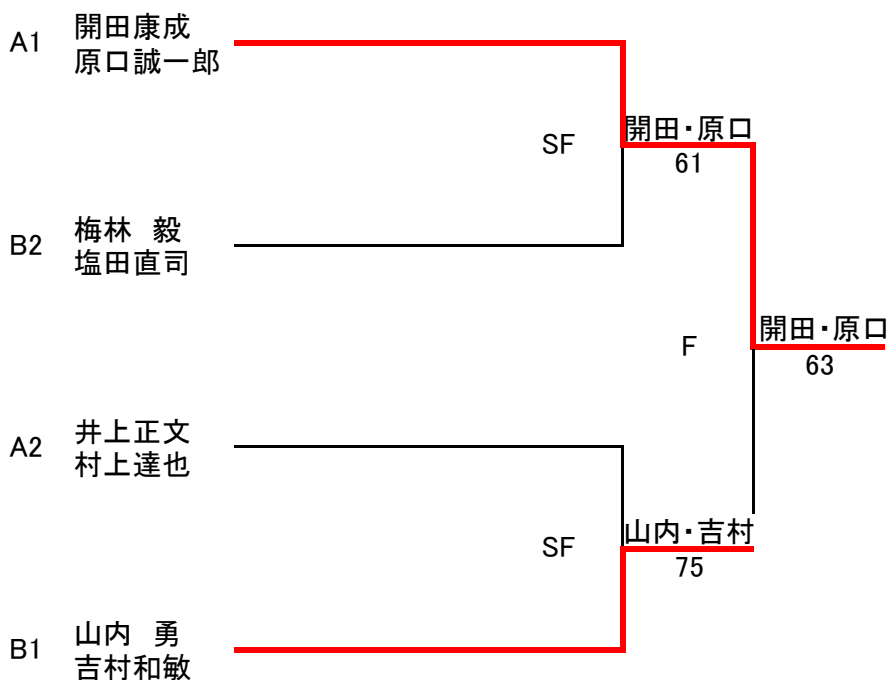 A1
開田康成
原口誠一郎
SF
開田・原口
61
B2
梅林　毅
塩田直司
F
開田・原口
63
A2
井上正文
村上達也
SF
山内・吉村
75
B1
山内　勇
吉村和敏